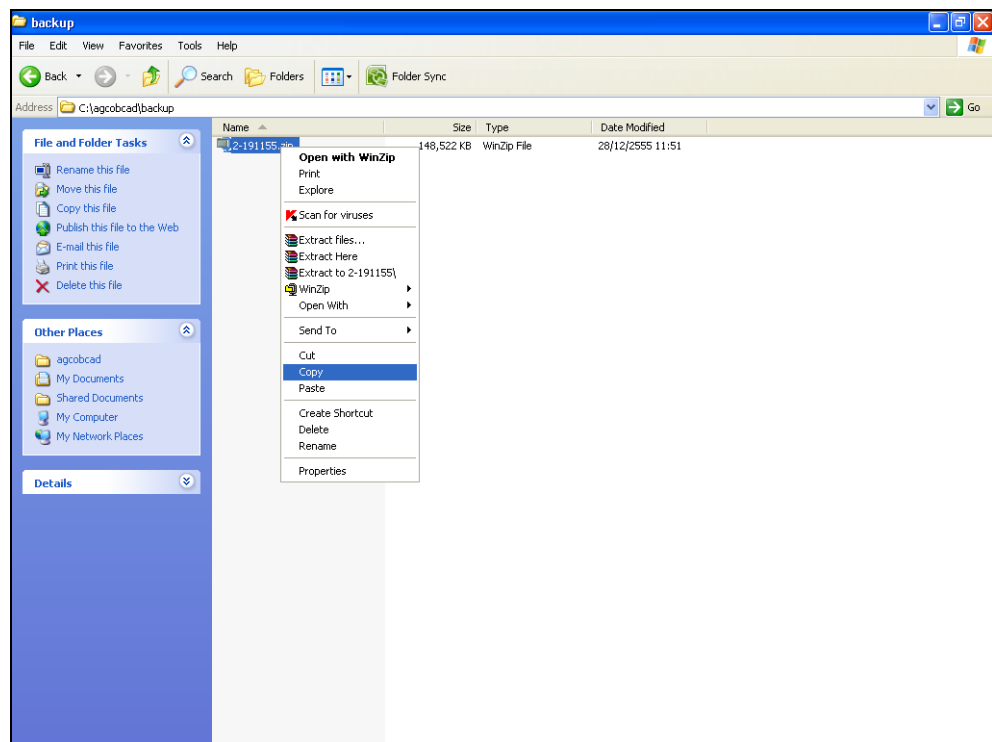 backup
File Edit View Favorites Tools Help
Back Search Folders Folder Sync
Address C:\agcobcad\backup Go
Name Size Type Date Modified
2-191155.zip 148,522 KB WinZip File 28/12/2555 11:51
File and Folder Tasks
Rename this file
Move this file
Copy this file
Publish this file to the Web
E-mail this file
Print this file
Delete this file
Other Places
agcobcad
My Documents
Shared Documents
My Computer
My Network Places
Details
Open with WinZip
Print
Explore
Scan for viruses
Extract files...
Extract Here
Extract to 2-191155\
WinZip
Open With
Send To
Cut
Copy
Paste
Create Shortcut
Delete
Rename
Properties